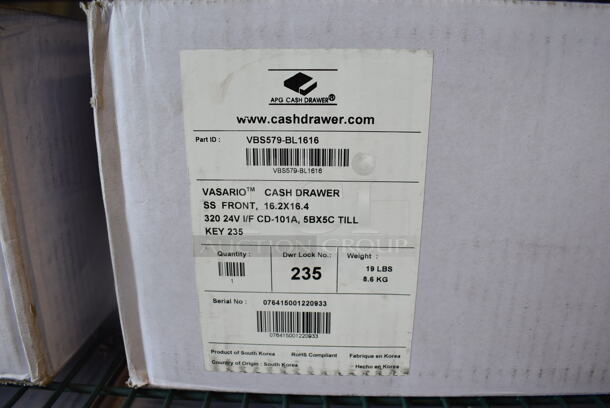 APG CASH DRAWER®
www.cashdrawer.com
Part ID : VBS579-BL1616
VBS579-BL1616
VASARIO™ CASH DRAWER
SS FRONT, 16.2X16.4
320 24V I/F CD-101A, 5BX5C TILL
KEY 235
AUCTION GROUP
Quantity : Dwr Lock No.: Weight :
1 235 19 LBS
8.6 KG
Serial No : 076415001220933
076415001220933
Product of South Korea RoHS Compliant Fabrique en Korea
Country of Origin : South Korea Hecho en Korea